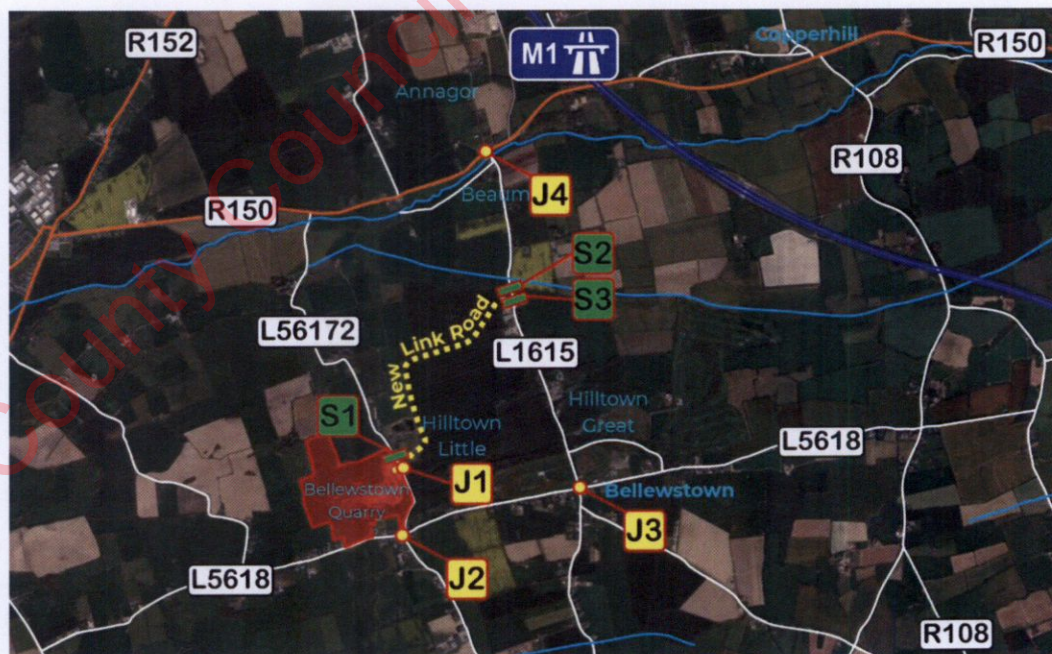 R152
M1
Copperhill
R150
Annagor
R108
Beaum
J4
R150
S2
S3
L56172
New Link Road
L1615
Hilltown
Great
S1
Hilltown
Little
L5618
J1
Bellewstown
Quarry
Bellewstown
J3
L5618
J2
R108
County Council